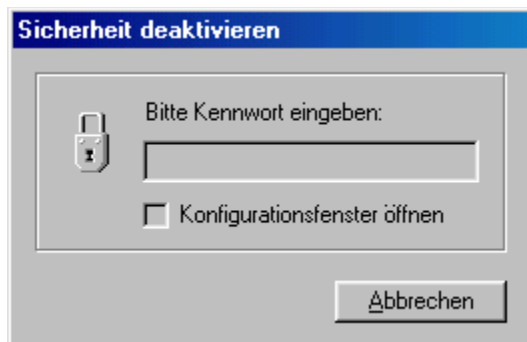 Sicherheit deaktivieren
Bitte Kennwort eingeben:
Konfigurationsfenster öffnen
Abbrechen